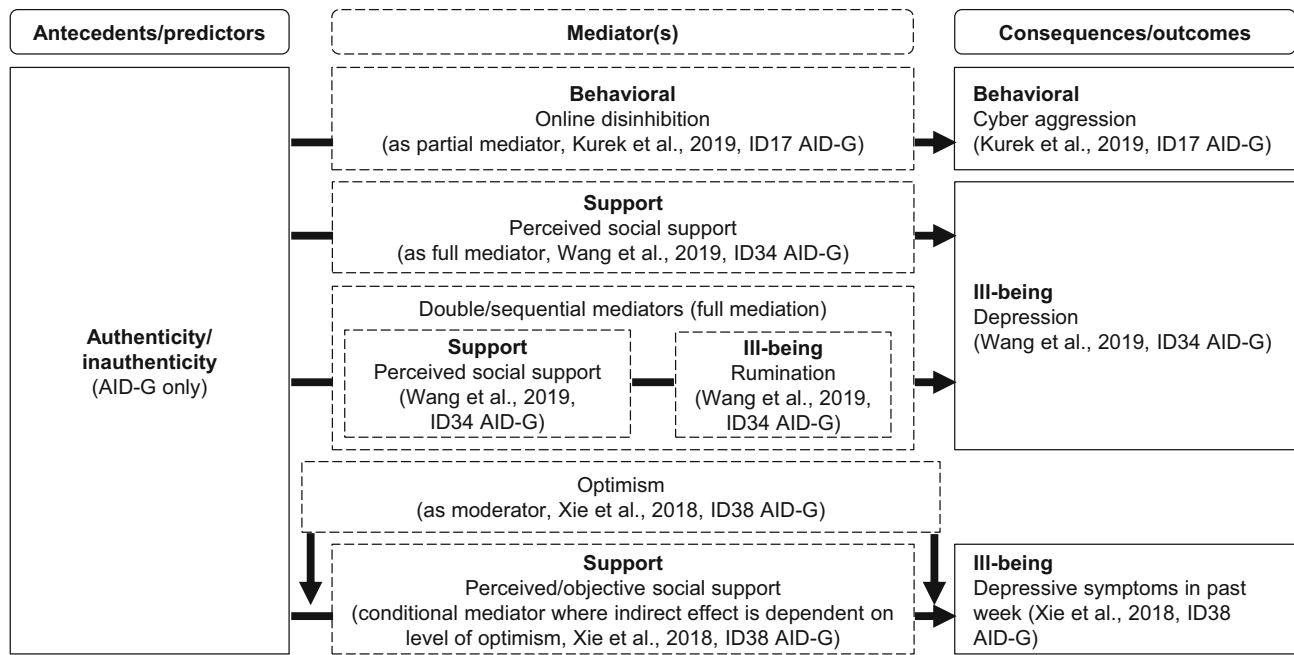 Antecedents/predictors
Mediator(s)
Consequences/outcomes
Authenticity/
inauthenticity
(AID-G only)
Behavioral
Online disinhibition
(as partial mediator, Kurek et al., 2019, ID17 AID-G)
Behavioral
Cyber aggression
(Kurek et al., 2019, ID17 AID-G)
Support
Perceived social support
(as full mediator, Wang et al., 2019, ID34 AID-G)
Double/sequential mediators (full mediation)
Support
Perceived social support
(Wang et al., 2019,
ID34 AID-G)
Ill-being
Rumination
(Wang et al., 2019,
ID34 AID-G)
Ill-being
Depression
(Wang et al., 2019, ID34 AID-G)
Optimism
(as moderator, Xie et al., 2018, ID38 AID-G)
Support
Perceived/objective social support
(conditional mediator where indirect effect is dependent on
level of optimism, Xie et al., 2018, ID38 AID-G)
Ill-being
Depressive symptoms in past
week (Xie et al., 2018, ID38
AID-G)